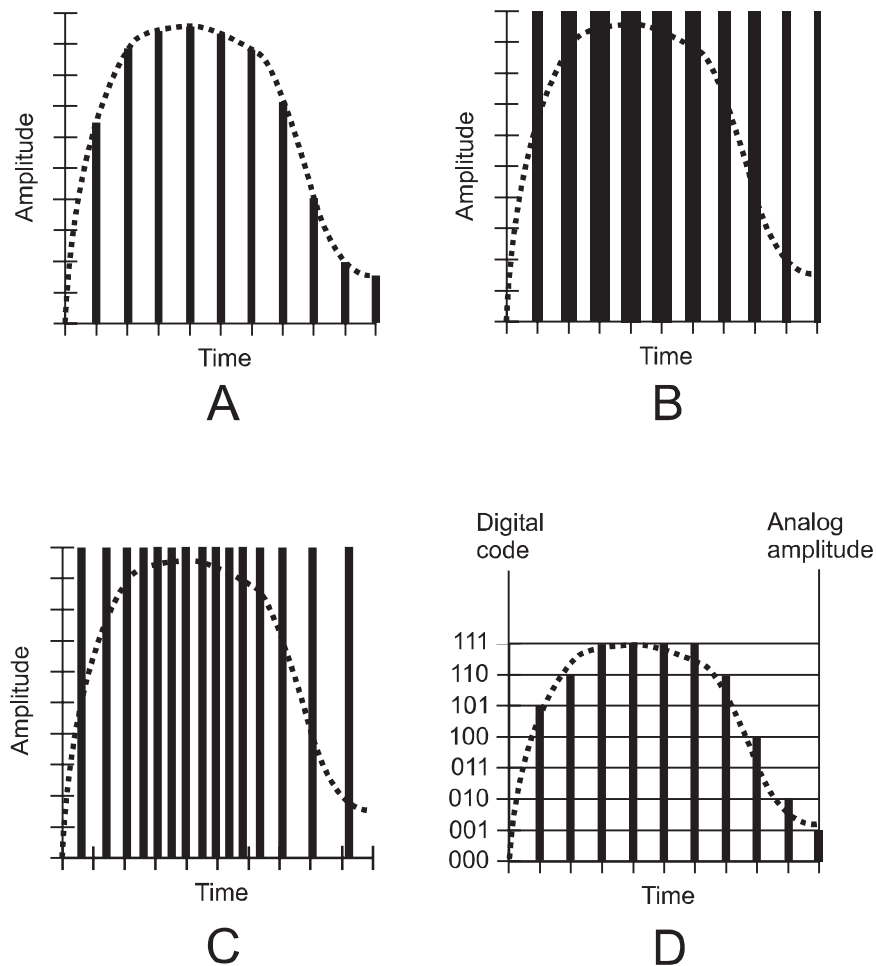 Amplitude
Time
A
Amplitude
Time
B
Amplitude
Time
C
Digital
code
Analog
amplitude
111
110
101
100
011
010
001
000
Time
D